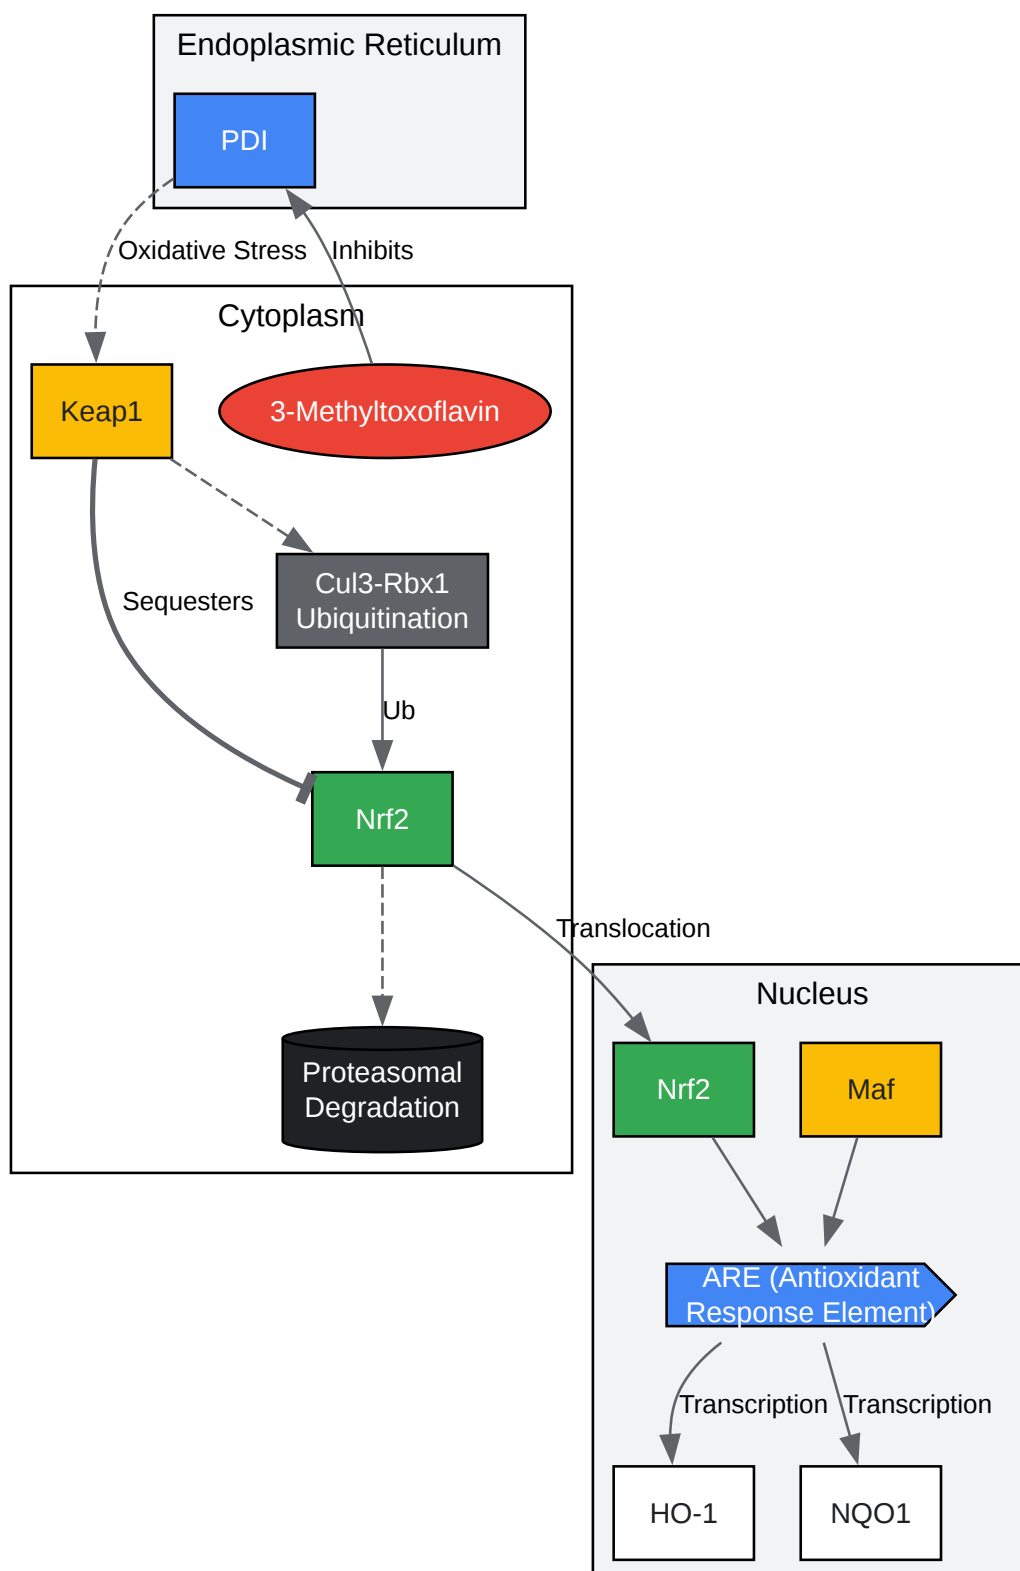 Endoplasmic Reticulum
PDI
Oxidative Stress
Inhibits
Cytoplasm
Keap1
3-Methyltoxoflavin
Cul3-Rbx1
Ubiquitination
Sequesters
Ub
Nrf2
Translocation
Proteasomal
Degradation
Nucleus
Nrf2
Maf
ARE (Antioxidant
Response Element)
Transcription
Transcription
HO-1
NQO1